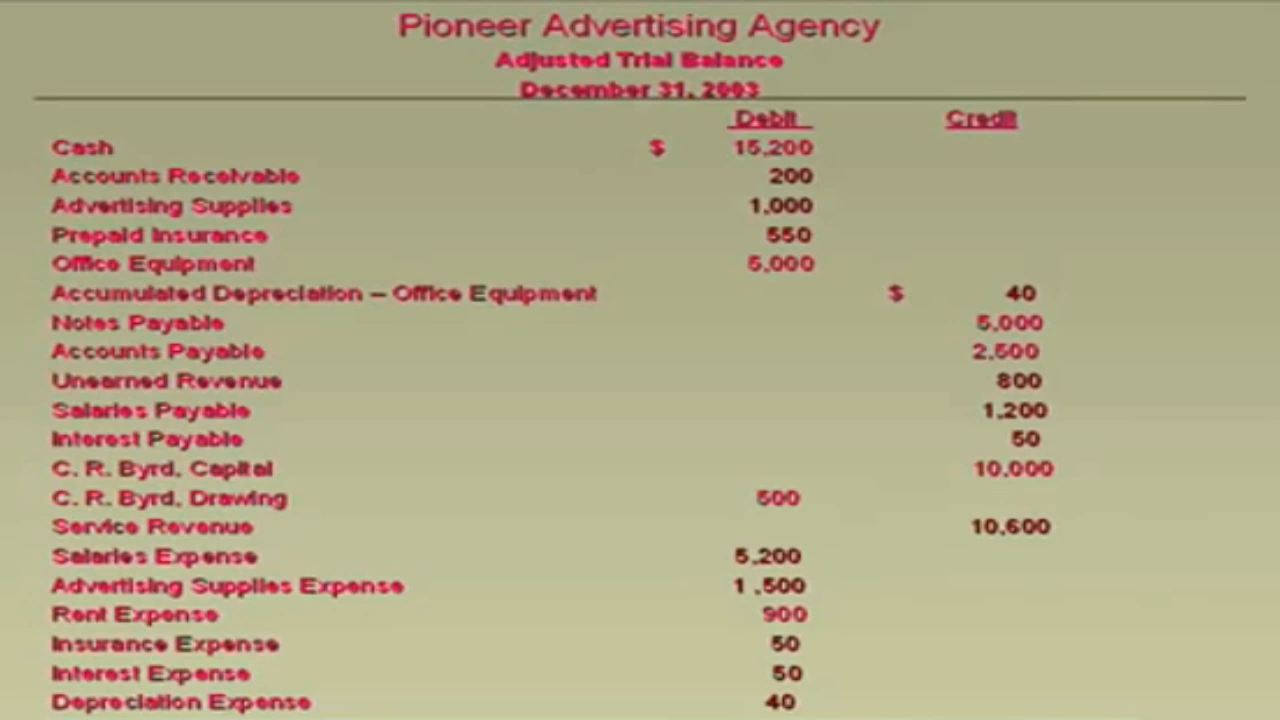 Pioneer Advertising Agency
Adjusted Trial Balance
December 31, 2003
Debit Credit
Cash $ 15,200
Accounts Receivable 200
Advertising Supplies 1,000
Prepaid Insurance 550
Office Equipment 5,000
Accumulated Depreciation – Office Equipment $ 40
Notes Payable 5,000
Accounts Payable 2,500
Unearned Revenue 800
Salaries Payable 1,200
Interest Payable 50
C. R. Byrd, Capital 10,000
C. R. Byrd, Drawing 500
Service Revenue 10,600
Salaries Expense 5,200
Advertising Supplies Expense 1 ,500
Rent Expense 900
Insurance Expense 50
Interest Expense 50
Depreciation Expense 40